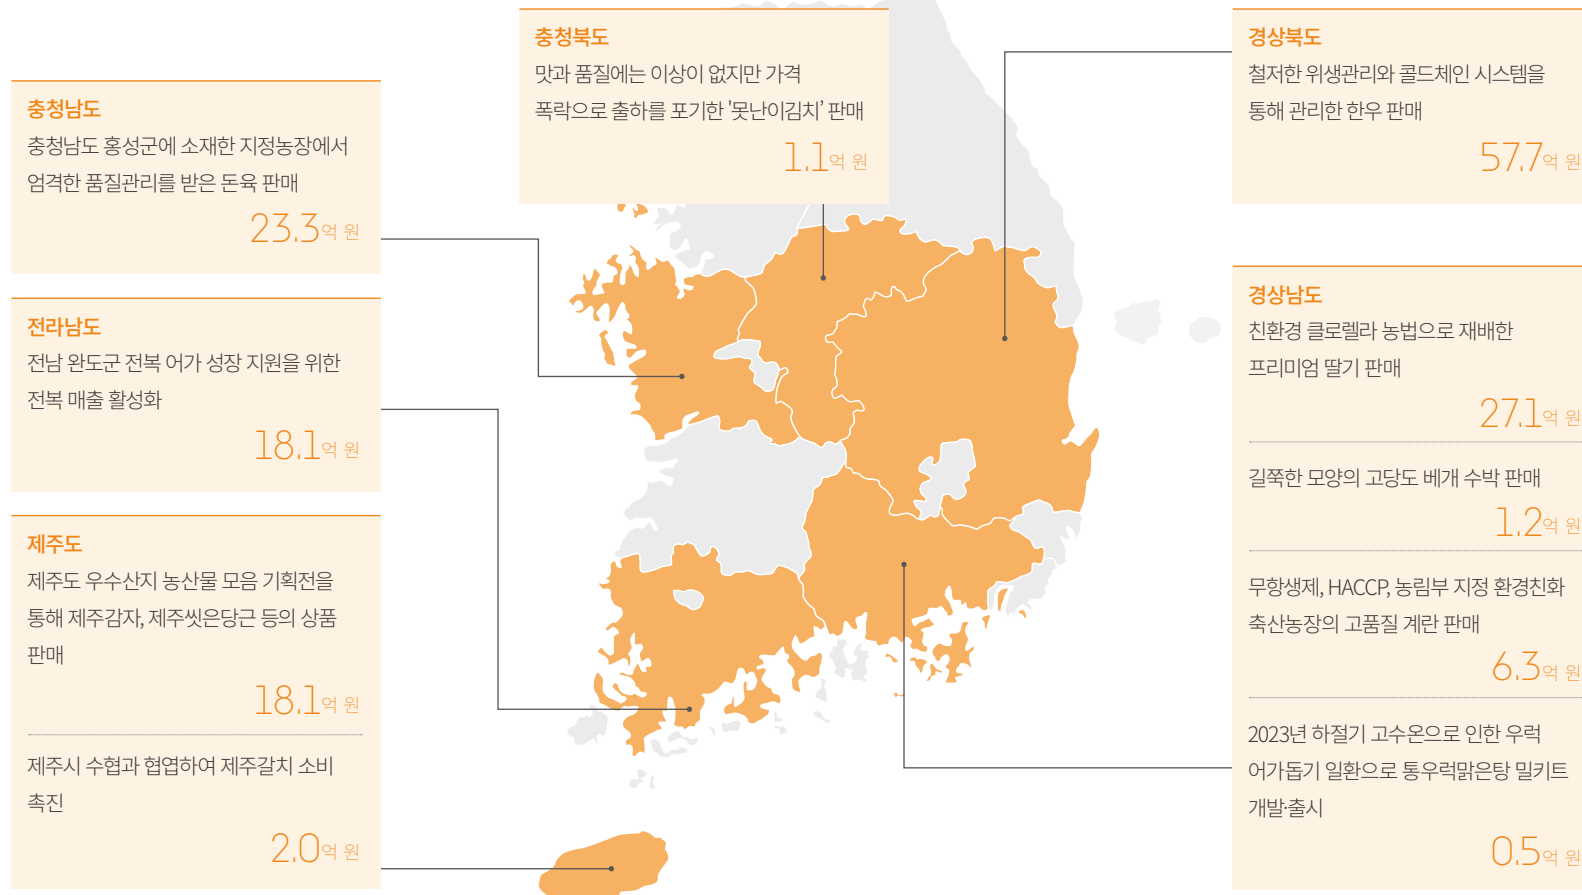 충청남도
충청남도 홍성군에 소재한 지정농장에서
엄격한 품질관리를 받은 돈육 판매
23.3억 원
전라남도
전남 완도군 전복 어가 성장 지원을 위한
전복 매출 활성화
18.1억 원
제주도
제주도 우수산지 농산물 모음 기획전을
통해 제주감자, 제주씻은당근 등의 상품
판매
18.1억 원
제주시 수협과 협엽하여 제주갈치 소비
촉진
2.0억 원
충청북도
맛과 품질에는 이상이 없지만 가격
폭락으로 출하를 포기한 '못난이김치’ 판매
1.1억 원
경상북도
철저한 위생관리와 콜드체인 시스템을
통해 관리한 한우 판매
57.7억 원
경상남도
친환경 클로렐라 농법으로 재배한
프리미엄 딸기 판매
27.1억 원
길쭉한 모양의 고당도 베개 수박 판매
1.2억 원
무항생제, HACCP, 농림부 지정 환경친화
축산농장의 고품질 계란 판매
6.3억 원
2023년 하절기 고수온으로 인한 우럭
어가돕기 일환으로 통우럭맑은탕 밀키트
개발·출시
0.5억 원